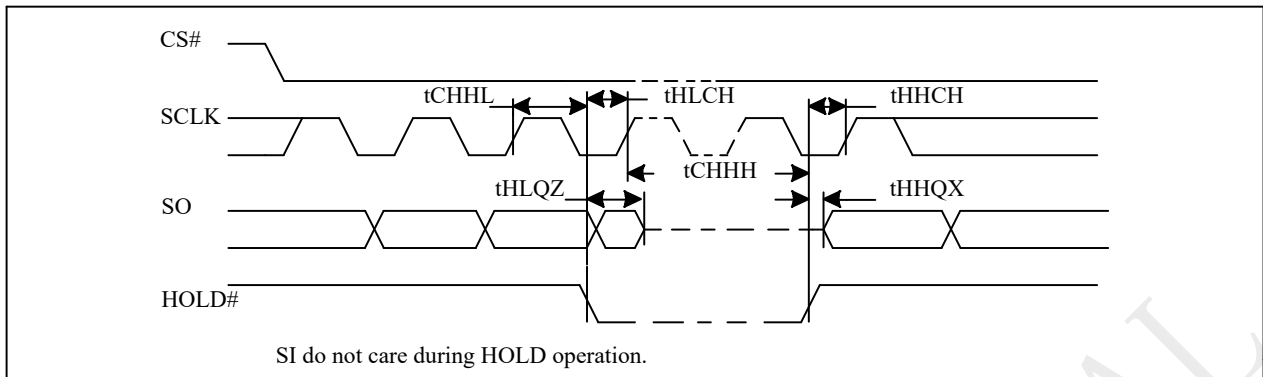 CS#
tCHHL tHLCH tHHCH
SCLK
tCHHH
tHLQZ tHHQX
SO
HOLD#
SI do not care during HOLD operation.